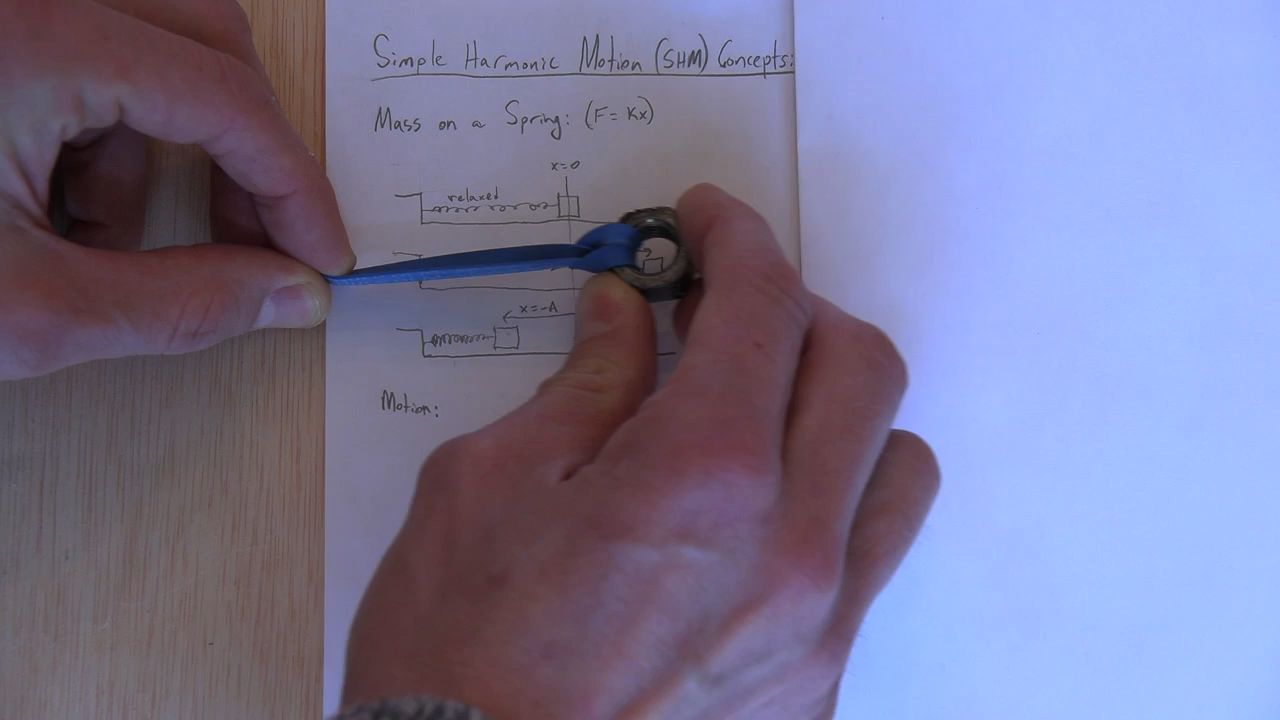 Simple Harmonic Motion (SHM) Concepts:
Mass on a Spring: (F = Kx)
x=0
relaxed
x=-A
Motion: